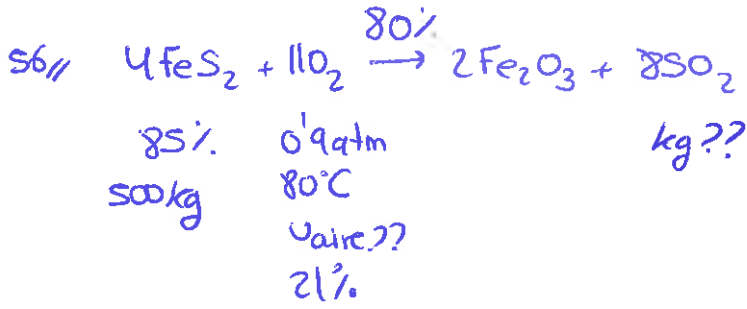 80%
56// 4FeS₂ + 11O₂ → 2Fe₂O₃ + 8SO₂
85% 0'9atm kg??
500kg 80°C
Vaire??
21%